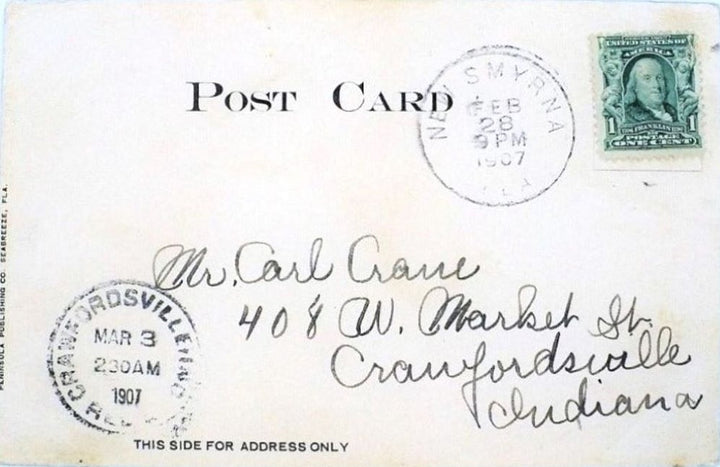 POST CARD
NEW SMYRNA
FEB
28
9 PM
1907
FLA
UNITED STATES OF
AMERICA
1 1
POSTAGE
ONE CENT
Mr. Carl Crane
408 W. Market St.
Crawfordsville
Indiana
CRAWFORDSVILLE IND
MAR 3
230AM
1907
REC'D
PENINSULA PUBLISHING CO. SEABREEZE, FLA.
THIS SIDE FOR ADDRESS ONLY